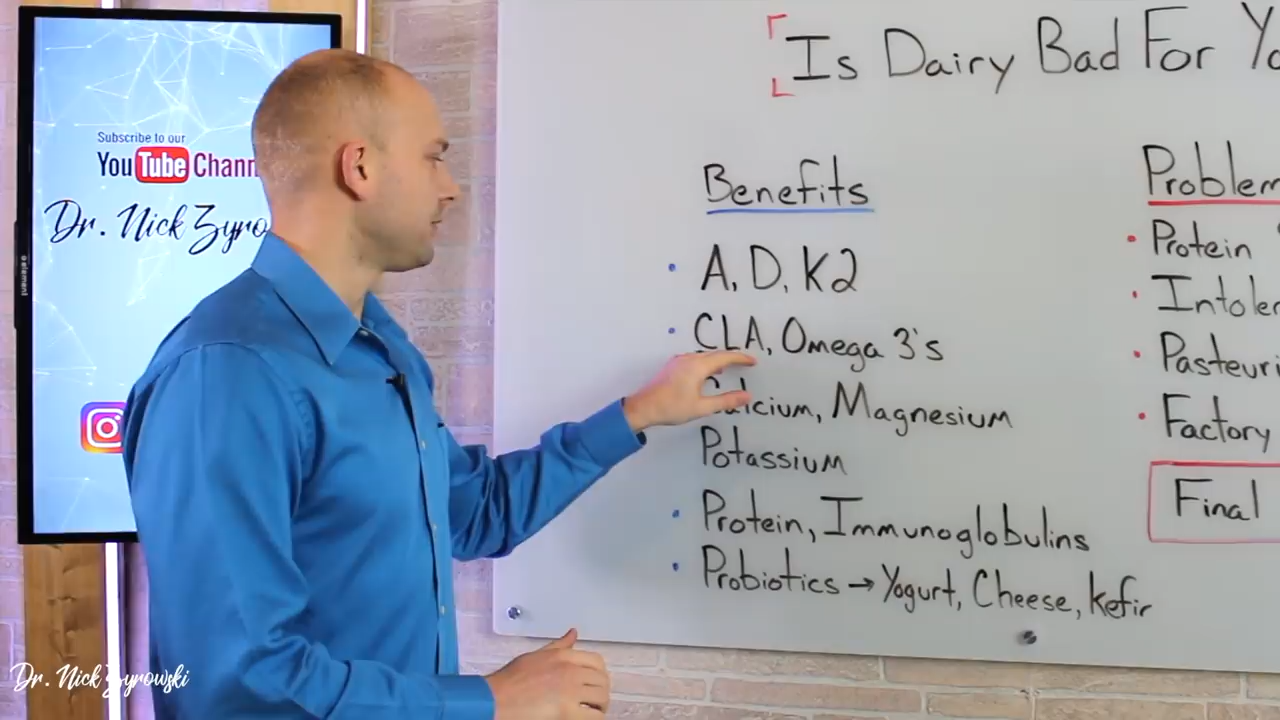 Subscribe to our
YouTube Chann
Dr. Nick Zyro
element
Is Dairy Bad For Yo
Benefits
A, D, K2
CLA, Omega 3's
Calcium, Magnesium
Potassium
Protein, Immunoglobulins
Probiotics → Yogurt, Cheese, kefir
Problem
Protein
Intoler
Pasteuri
Factory
Final
Dr. Nick Zyrowski